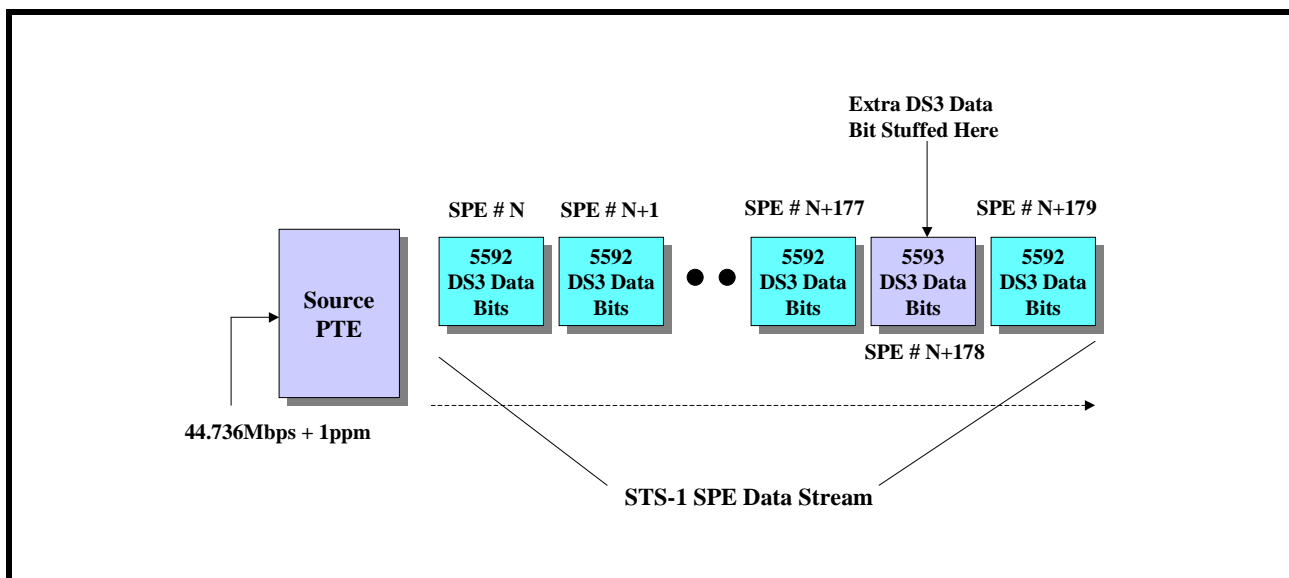 Extra DS3 Data
Bit Stuffed Here
SPE # N
SPE # N+1
SPE # N+177
SPE # N+179
Source
PTE
5592
DS3 Data
Bits
5592
DS3 Data
Bits
5592
DS3 Data
Bits
5593
DS3 Data
Bits
5592
DS3 Data
Bits
SPE # N+178
44.736Mbps + 1ppm
STS-1 SPE Data Stream